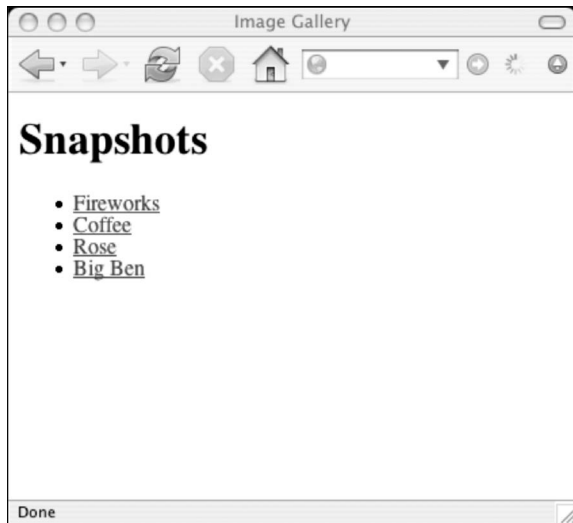 Image Gallery
Snapshots
Fireworks
Coffee
Rose
Big Ben
Done